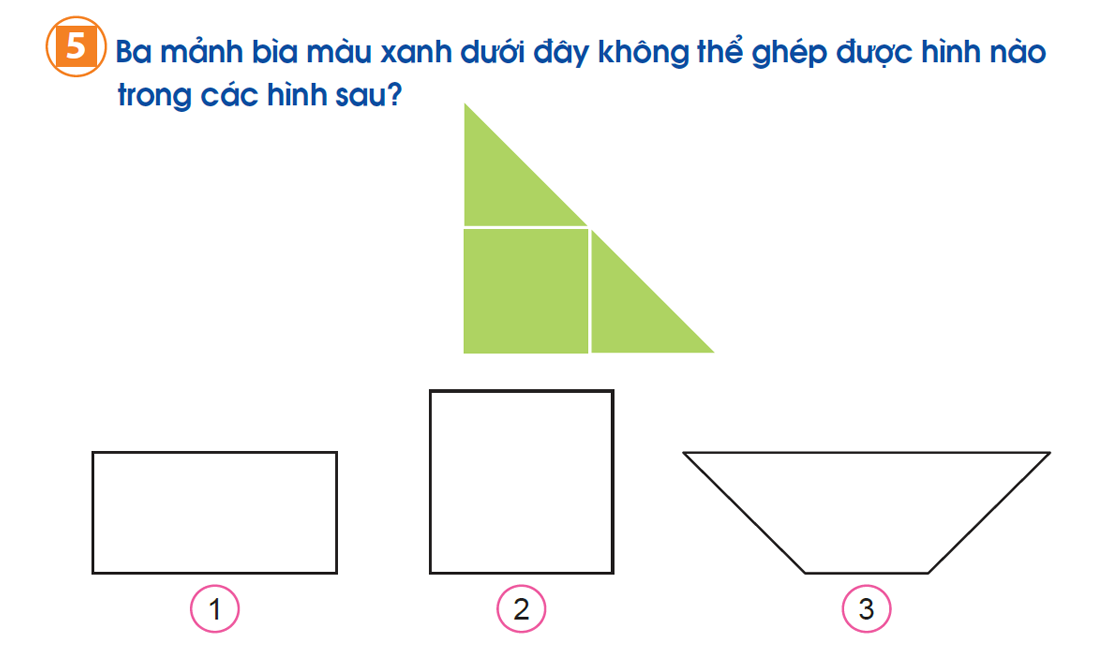 5 Ba mảnh bìa màu xanh dưới đây không thể ghép được hình nào
trong các hình sau?
1 2 3